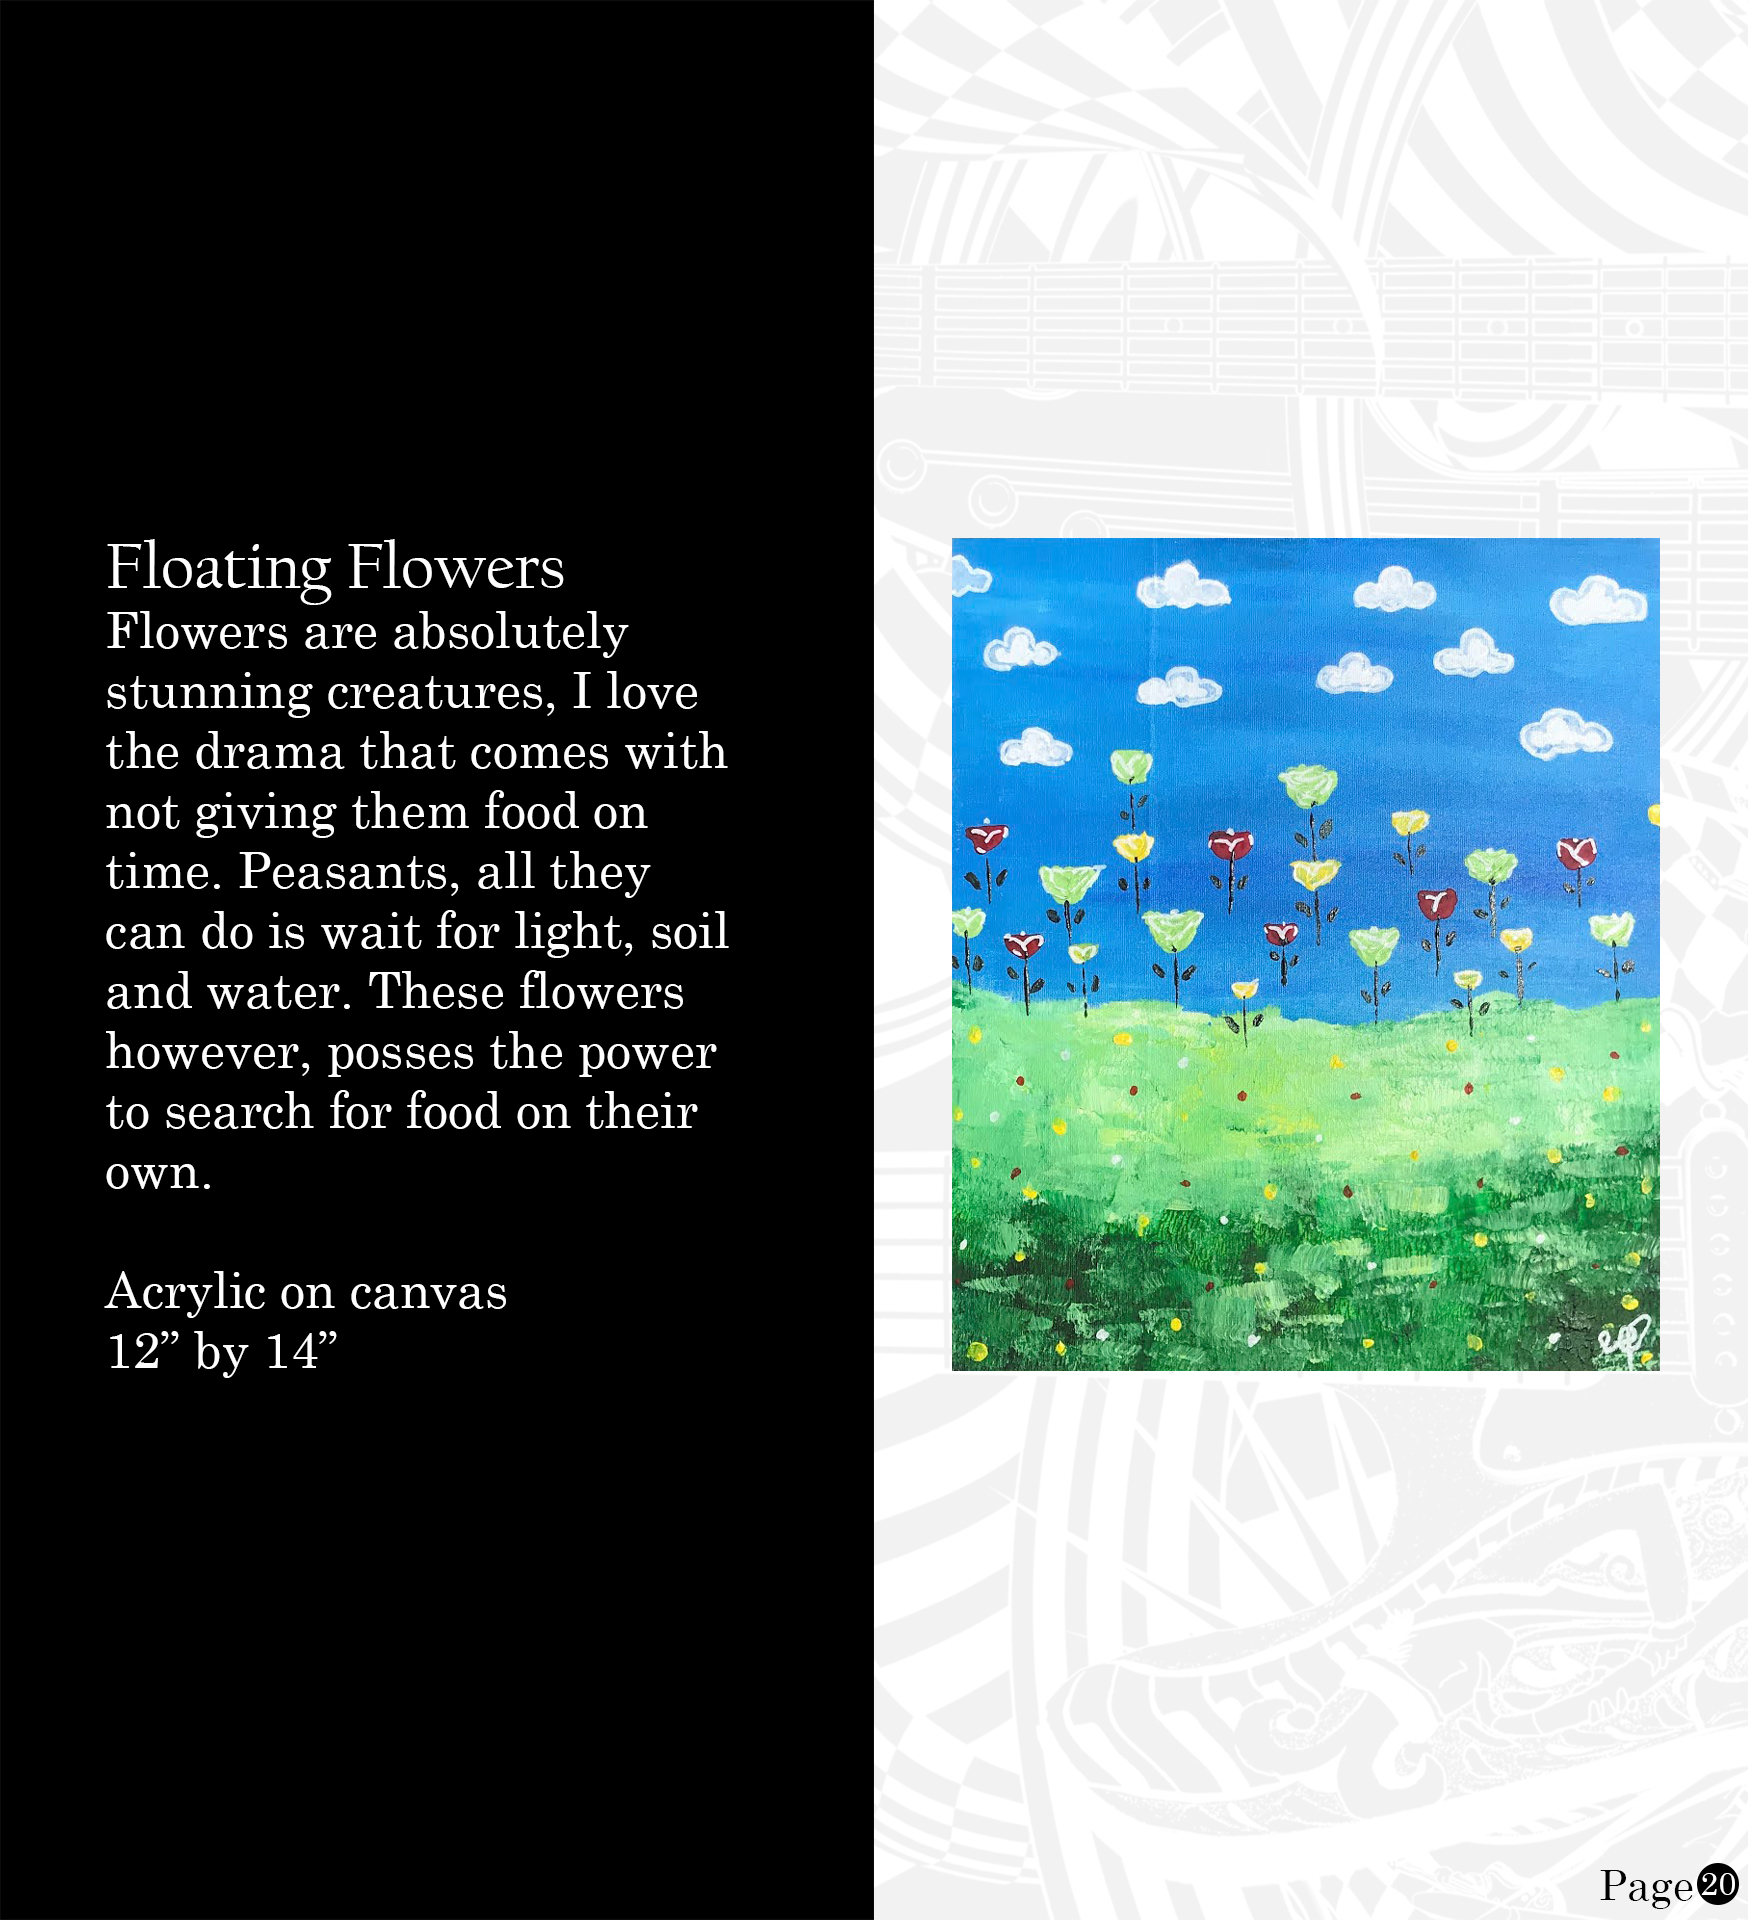 Floating Flowers
Flowers are absolutely
stunning creatures, I love
the drama that comes with
not giving them food on
time. Peasants, all they
can do is wait for light, soil
and water. These flowers
however, posses the power
to search for food on their
own.
Acrylic on canvas
12” by 14”
Page 20